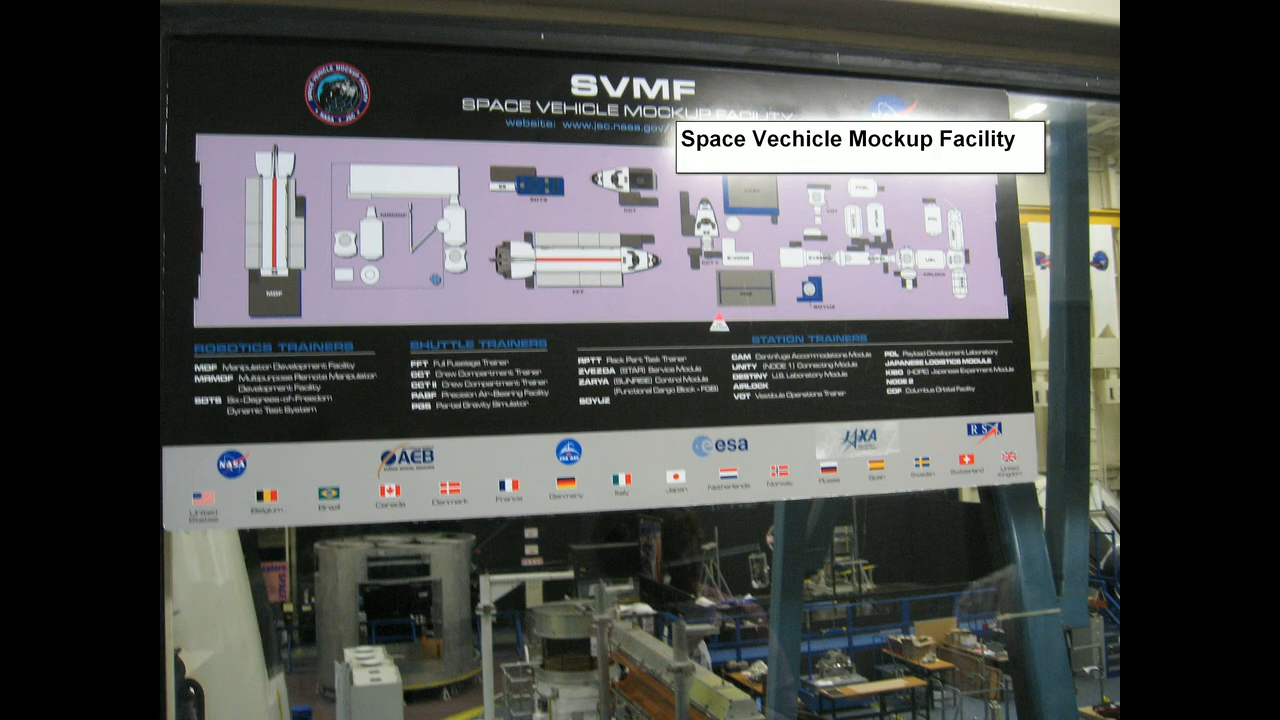 SVMF
SPACE VEHICLE MOCKUP FACILITY
website: www.jsc.nasa.gov/
Space Vechicle Mockup Facility
MDF
ROBOTICS TRAINERS
MDF Manipulator Development Facility
MRMDF Multipurpose Remote Manipulator
Development Facility
SDTS Six-Degrees-of-Freedom
Dynamic Test System
SHUTTLE TRAINERS
FFT Full Fuselage Trainer
CCT Crew Compartment Trainer
CCT II Crew Compartment Trainer
PABF Precision Air-Bearing Facility
PGS Partial Gravity Simulator
STATION TRAINERS
RPTT Rack Part Task Trainer
ZVEZDA (STAR) Service Module
ZARYA (SUNRISE) Control Module
(Functional Cargo Block - FGB)
SOYUZ
CAM Centrifuge Accommodations Module
UNITY (NODE 1) Connecting Module
DESTINY U.S. Laboratory Module
AIRLOCK
VOT Vestibule Operations Trainer
PDL Payload Development Laboratory
JAPANESE LOGISTICS MODULE
KIBO (HOPE) Japanese Experiment Module
NODE 2
COF Columbus Orbital Facility
NASA
AEB
esa
JAXA
RSA
United States
Belgium
Brazil
Canada
Denmark
France
Germany
Italy
Japan
Netherlands
Norway
Russia
Spain
Sweden
Switzerland
United Kingdom